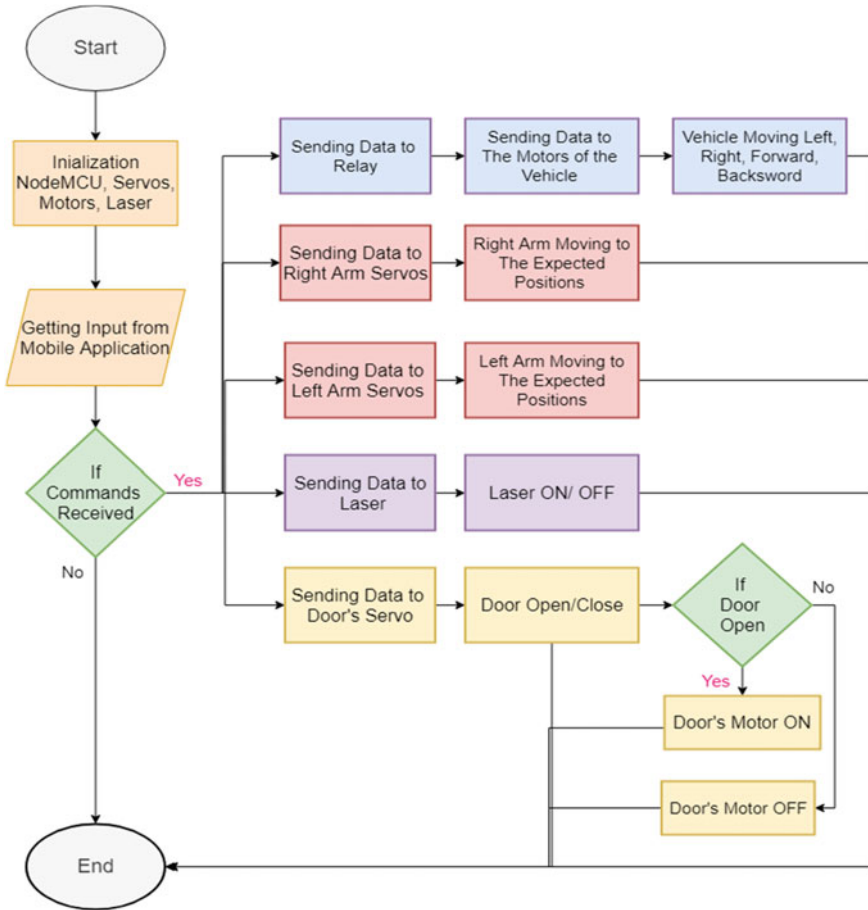 Start
Inialization
NodeMCU, Servos,
Motors, Laser
Getting Input from
Mobile Application
If
Commands
Received
Yes
No
End
Sending Data to
Relay
Sending Data to
The Motors of the
Vehicle
Vehicle Moving Left,
Right, Forward,
Backsword
Sending Data to
Right Arm Servos
Right Arm Moving to
The Expected
Positions
Sending Data to
Left Arm Servos
Left Arm Moving to
The Expected
Positions
Sending Data to
Laser
Laser ON/ OFF
Sending Data to
Door's Servo
Door Open/Close
If
Door
Open
No
Yes
Door's Motor ON
Door's Motor OFF